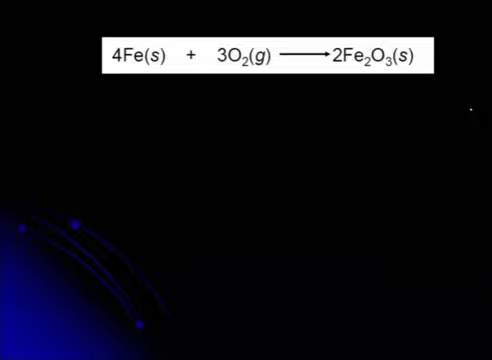 4Fe(s) + 3O₂(g) ⟶ 2Fe₂O₃(s)